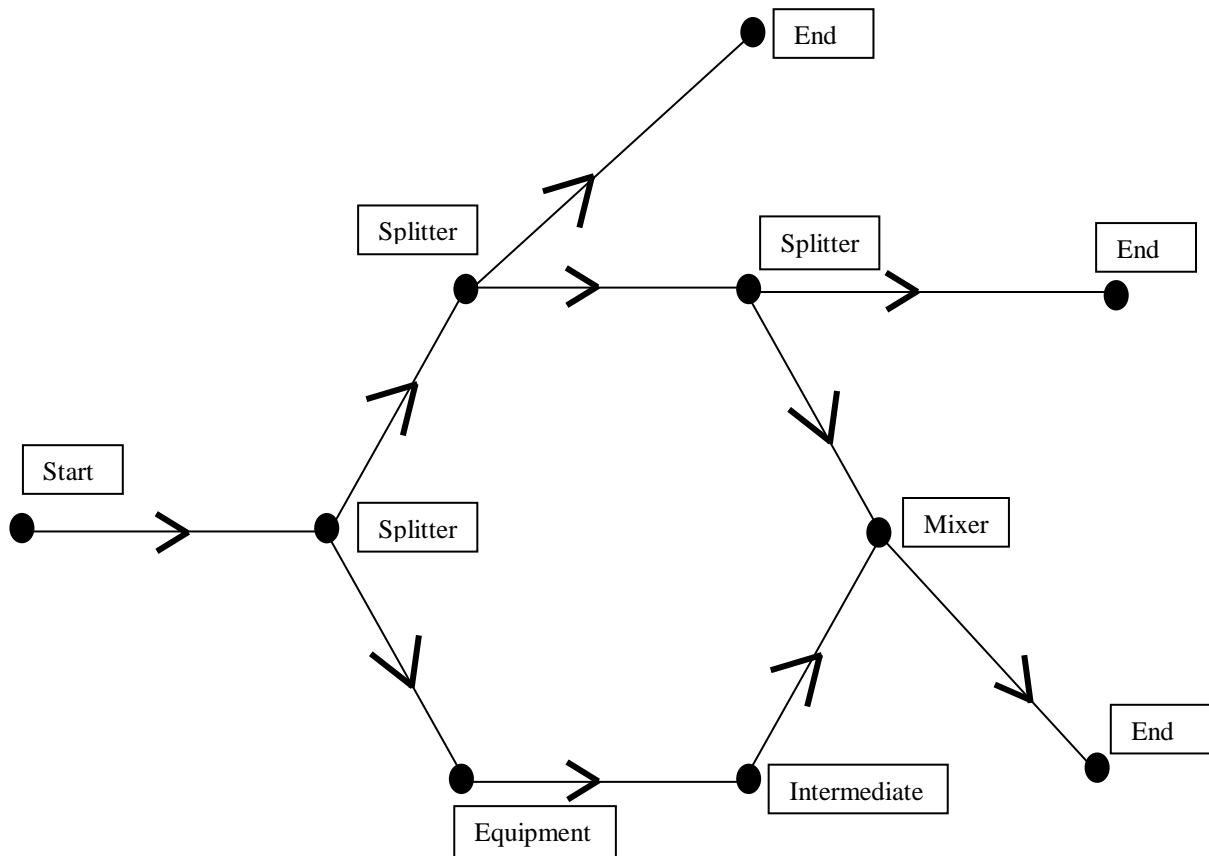 End
Splitter
Splitter
End
Start
Splitter
Mixer
End
Intermediate
Equipment